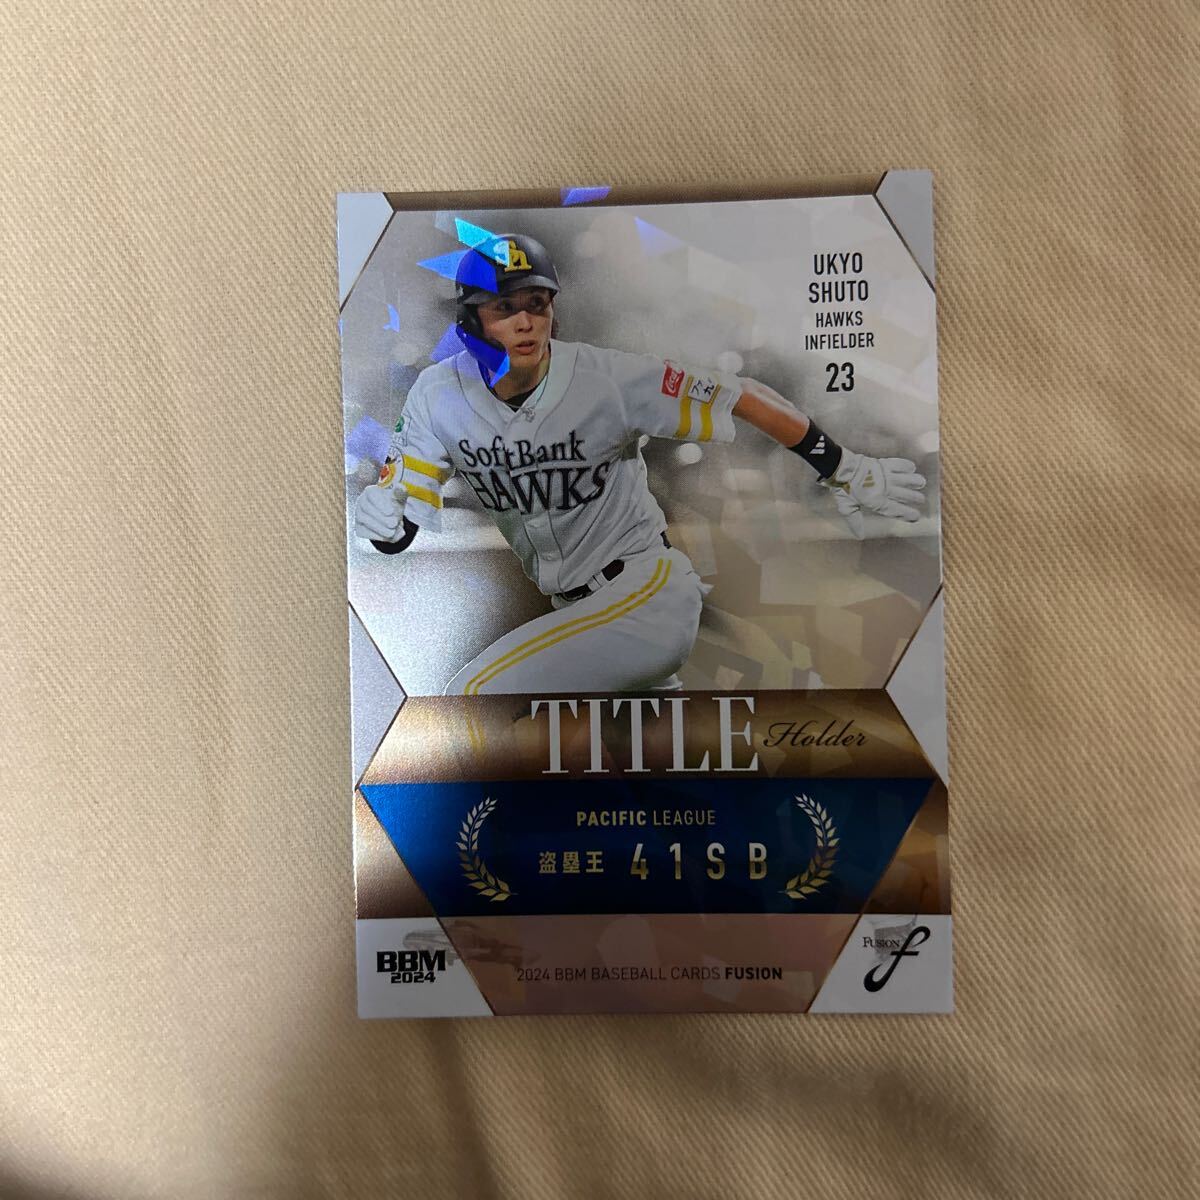 UKYO
SHUTO
HAWKS
INFIELDER
23
Sh
SoftBank
HAWKS
TITLE Holder
PACIFIC LEAGUE
盗塁王 41SB
BBM
2024
2024 BBM BASEBALL CARDS FUSION
FUSION f